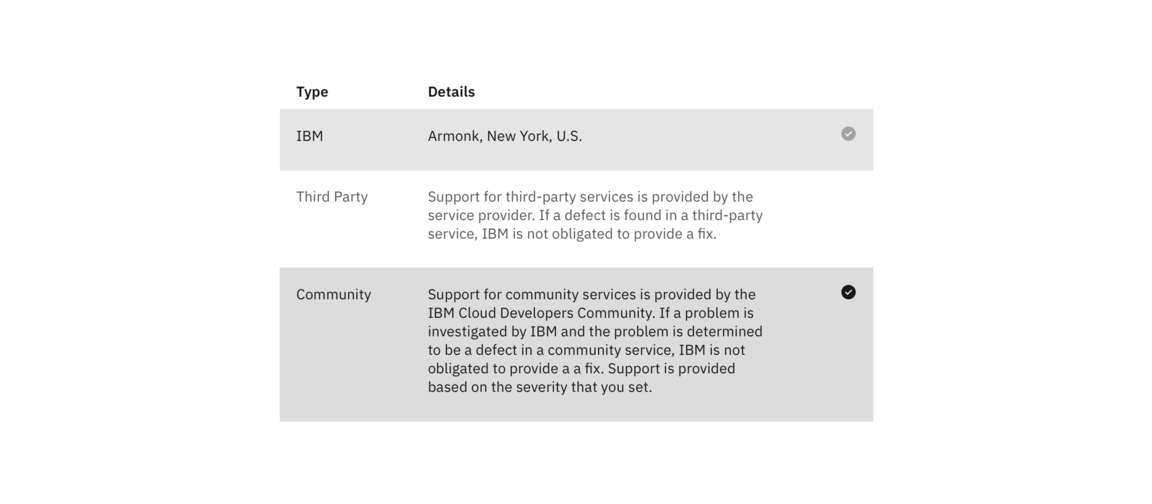 Type Details
IBM Armonk, New York, U.S.
Third Party Support for third-party services is provided by the
service provider. If a defect is found in a third-party
service, IBM is not obligated to provide a fix.
Community Support for community services is provided by the
IBM Cloud Developers Community. If a problem is
investigated by IBM and the problem is determined
to be a defect in a community service, IBM is not
obligated to provide a a fix. Support is provided
based on the severity that you set.